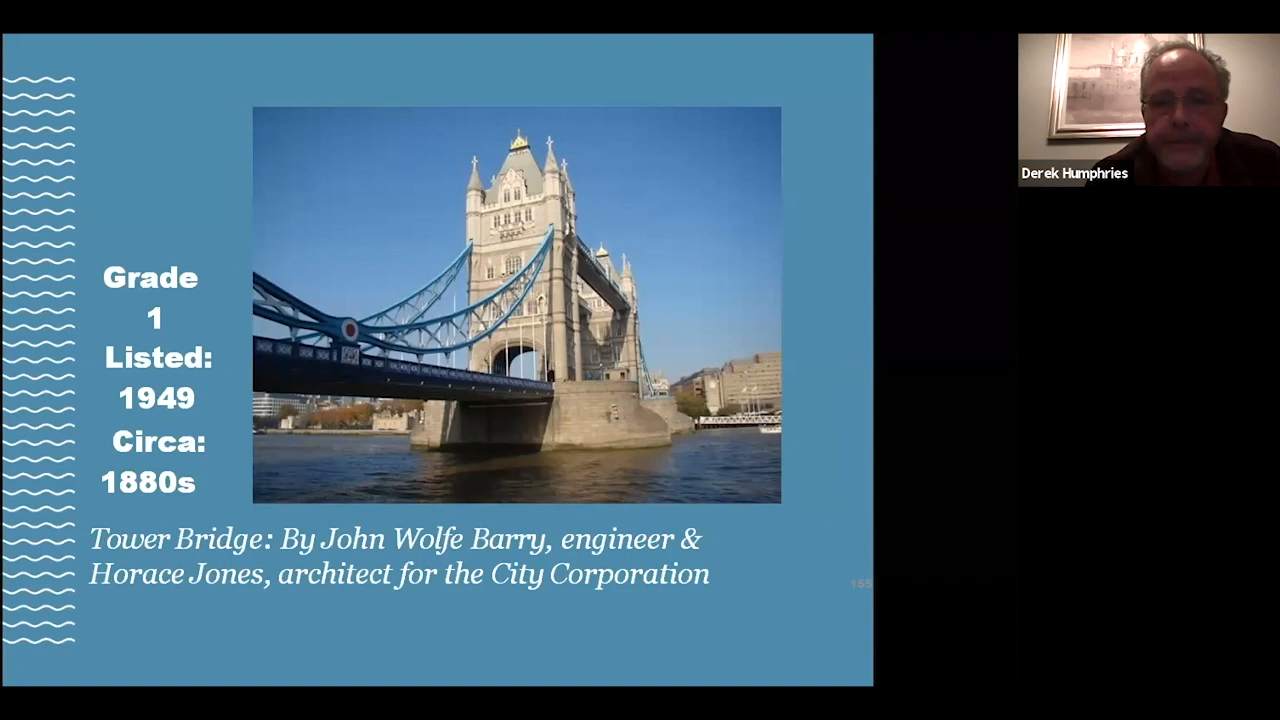 Grade
1
Listed:
1949
Circa:
1880s
Tower Bridge: By John Wolfe Barry, engineer &
Horace Jones, architect for the City Corporation
165
Derek Humphries